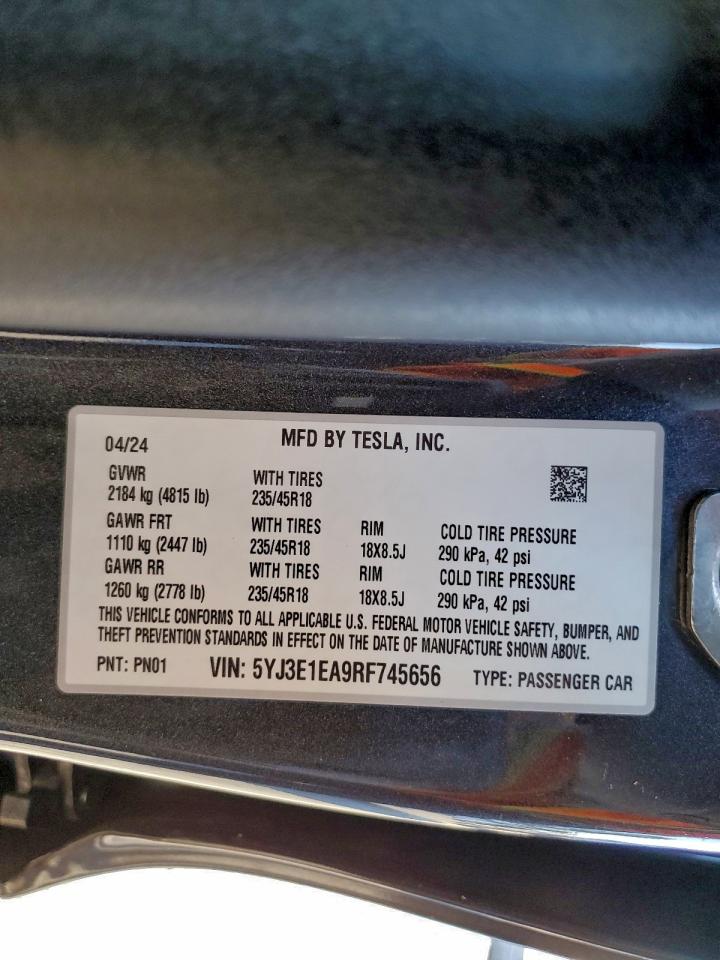 04/24 MFD BY TESLA, INC.
GVWR WITH TIRES
2184 kg (4815 lb) 235/45R18
GAWR FRT WITH TIRES RIM COLD TIRE PRESSURE
1110 kg (2447 lb) 235/45R18 18X8.5J 290 kPa, 42 psi
GAWR RR WITH TIRES RIM COLD TIRE PRESSURE
1260 kg (2778 lb) 235/45R18 18X8.5J 290 kPa, 42 psi
THIS VEHICLE CONFORMS TO ALL APPLICABLE U.S. FEDERAL MOTOR VEHICLE SAFETY, BUMPER, AND
THEFT PREVENTION STANDARDS IN EFFECT ON THE DATE OF MANUFACTURE SHOWN ABOVE.
PNT: PN01 VIN: 5YJ3E1EA9RF745656 TYPE: PASSENGER CAR